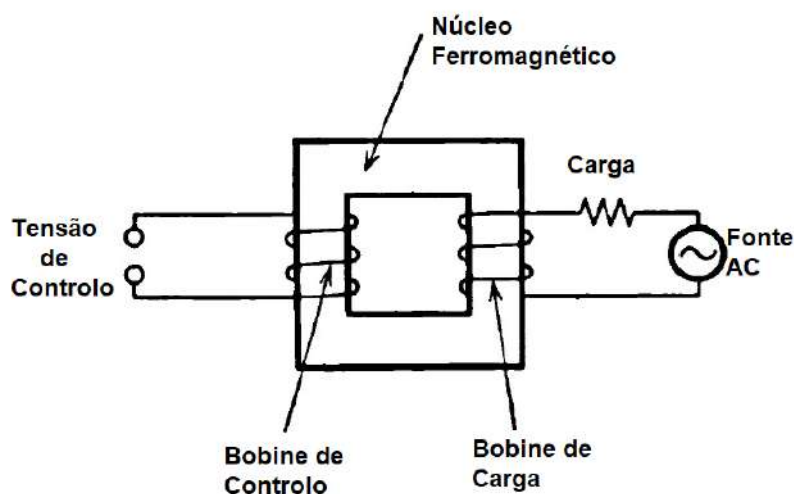 Núcleo
Ferromagnético
Carga
Tensão
de
Controlo
Fonte
AC
Bobine de
Controlo
Bobine de
Carga